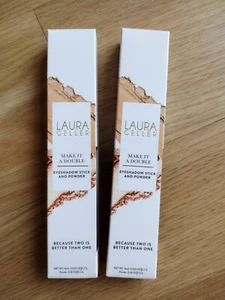 LAURA
GELLER
MAKE IT
A DOUBLE
EYESHADOW STICK
AND POWDER
BECAUSE TWO IS
BETTER THAN ONE
LAURA
GELLER
MAKE IT
A DOUBLE
EYESHADOW STICK
AND POWDER
BECAUSE TWO IS
BETTER THAN ONE